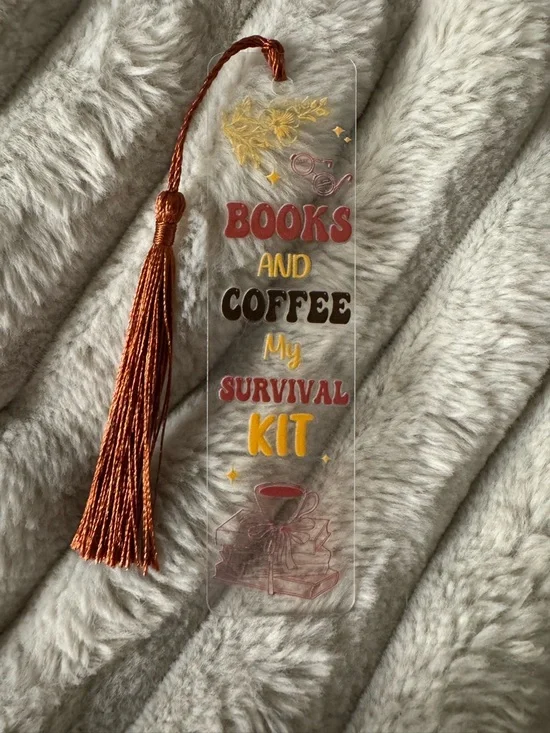 BOOKS
AND
COFFEE
My
SURVIVAL
KIT